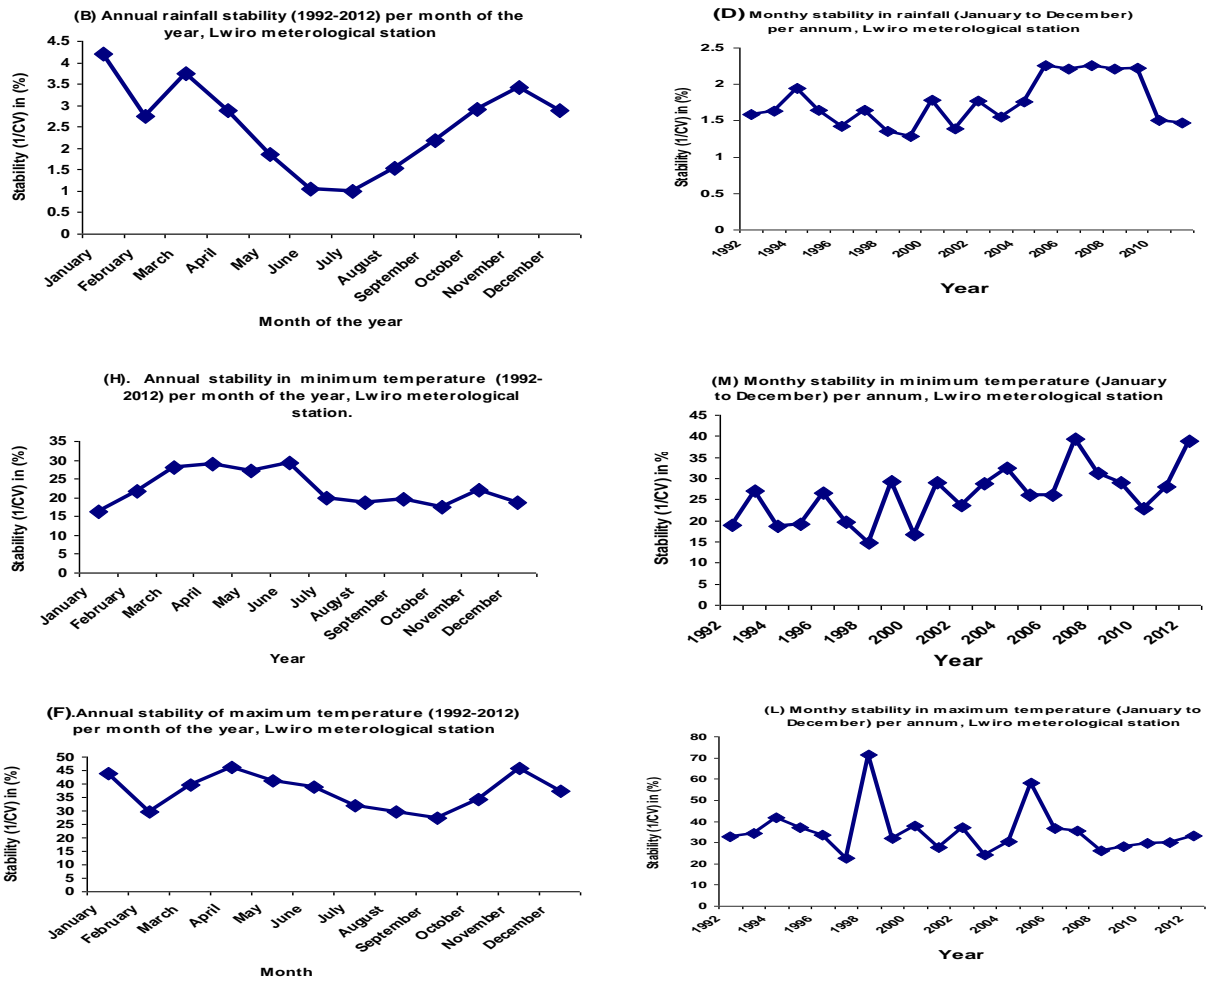 (B) Annual rainfall stability (1992-2012) per month of the
year, Lwiro meterological station
4.5
4
3.5
3
2.5
2
1.5
1
0.5
0
Stability (1/CV) in (%)
January
February
March
April
May
June
July
August
September
October
November
December
Month of the year
(D) Monthy stability in rainfall (January to December)
per annum, Lwiro meterological station
2.5
2
1.5
1
0.5
0
Stability (1/CV) in (%)
1992
1994
1996
1998
2000
2002
2004
2006
2008
2010
Year
(H). Annual stability in minimum temperature (1992-
2012) per month of the year, Lwiro meterological
station.
35
30
25
20
15
10
5
0
Stability (1/CV) in (%)
January
February
March
April
May
June
July
Augyst
September
October
November
December
Year
(M) Monthy stability in minimum temperature (January
to December) per annum, Lwiro meterological station
45
40
35
30
25
20
15
10
5
0
Stability (1/CV) in %
1992
1994
1996
1998
2000
2002
2004
2006
2008
2010
2012
Year
(F).Annual stability of maximum temperature (1992-2012)
per month of the year, Lwiro meterological station
50
45
40
35
30
25
20
15
10
5
0
Stability (1/CV) in (%)
January
February
March
April
May
June
July
August
September
October
November
December
Month
(L) Monthy stability in maximum temperature (January to
December) per annum, Lwiro meterological station
80
70
60
50
40
30
20
10
0
Stability (1/CV) in (%)
1992
1994
1996
1998
2000
2002
2004
2006
2008
2010
2012
Year